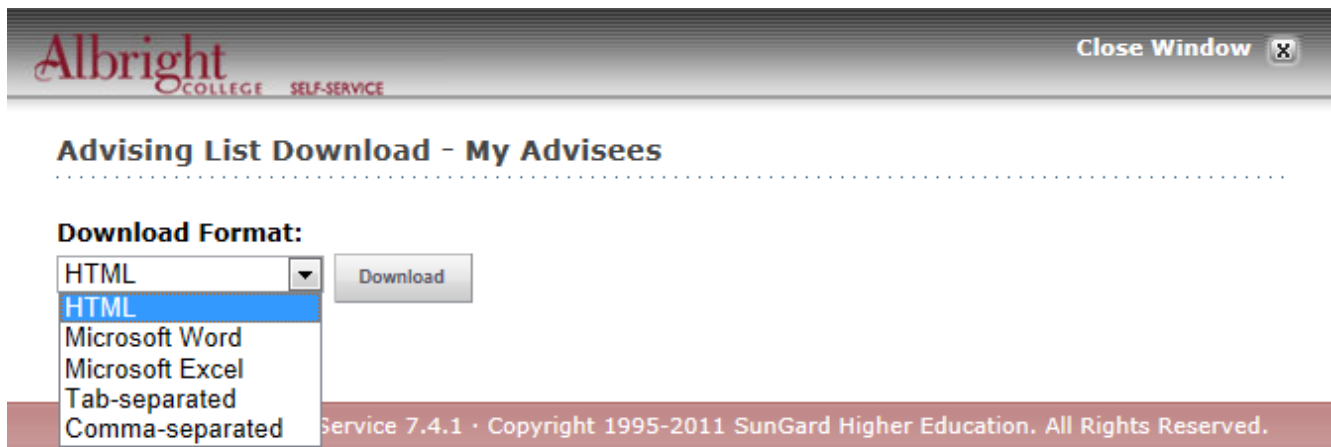 Albright
COLLEGE SELF-SERVICE
Close Window
Advising List Download - My Advisees
Download Format:
HTML
Download
HTML
Microsoft Word
Microsoft Excel
Tab-separated
Comma-separated
Service 7.4.1 · Copyright 1995-2011 SunGard Higher Education. All Rights Reserved.